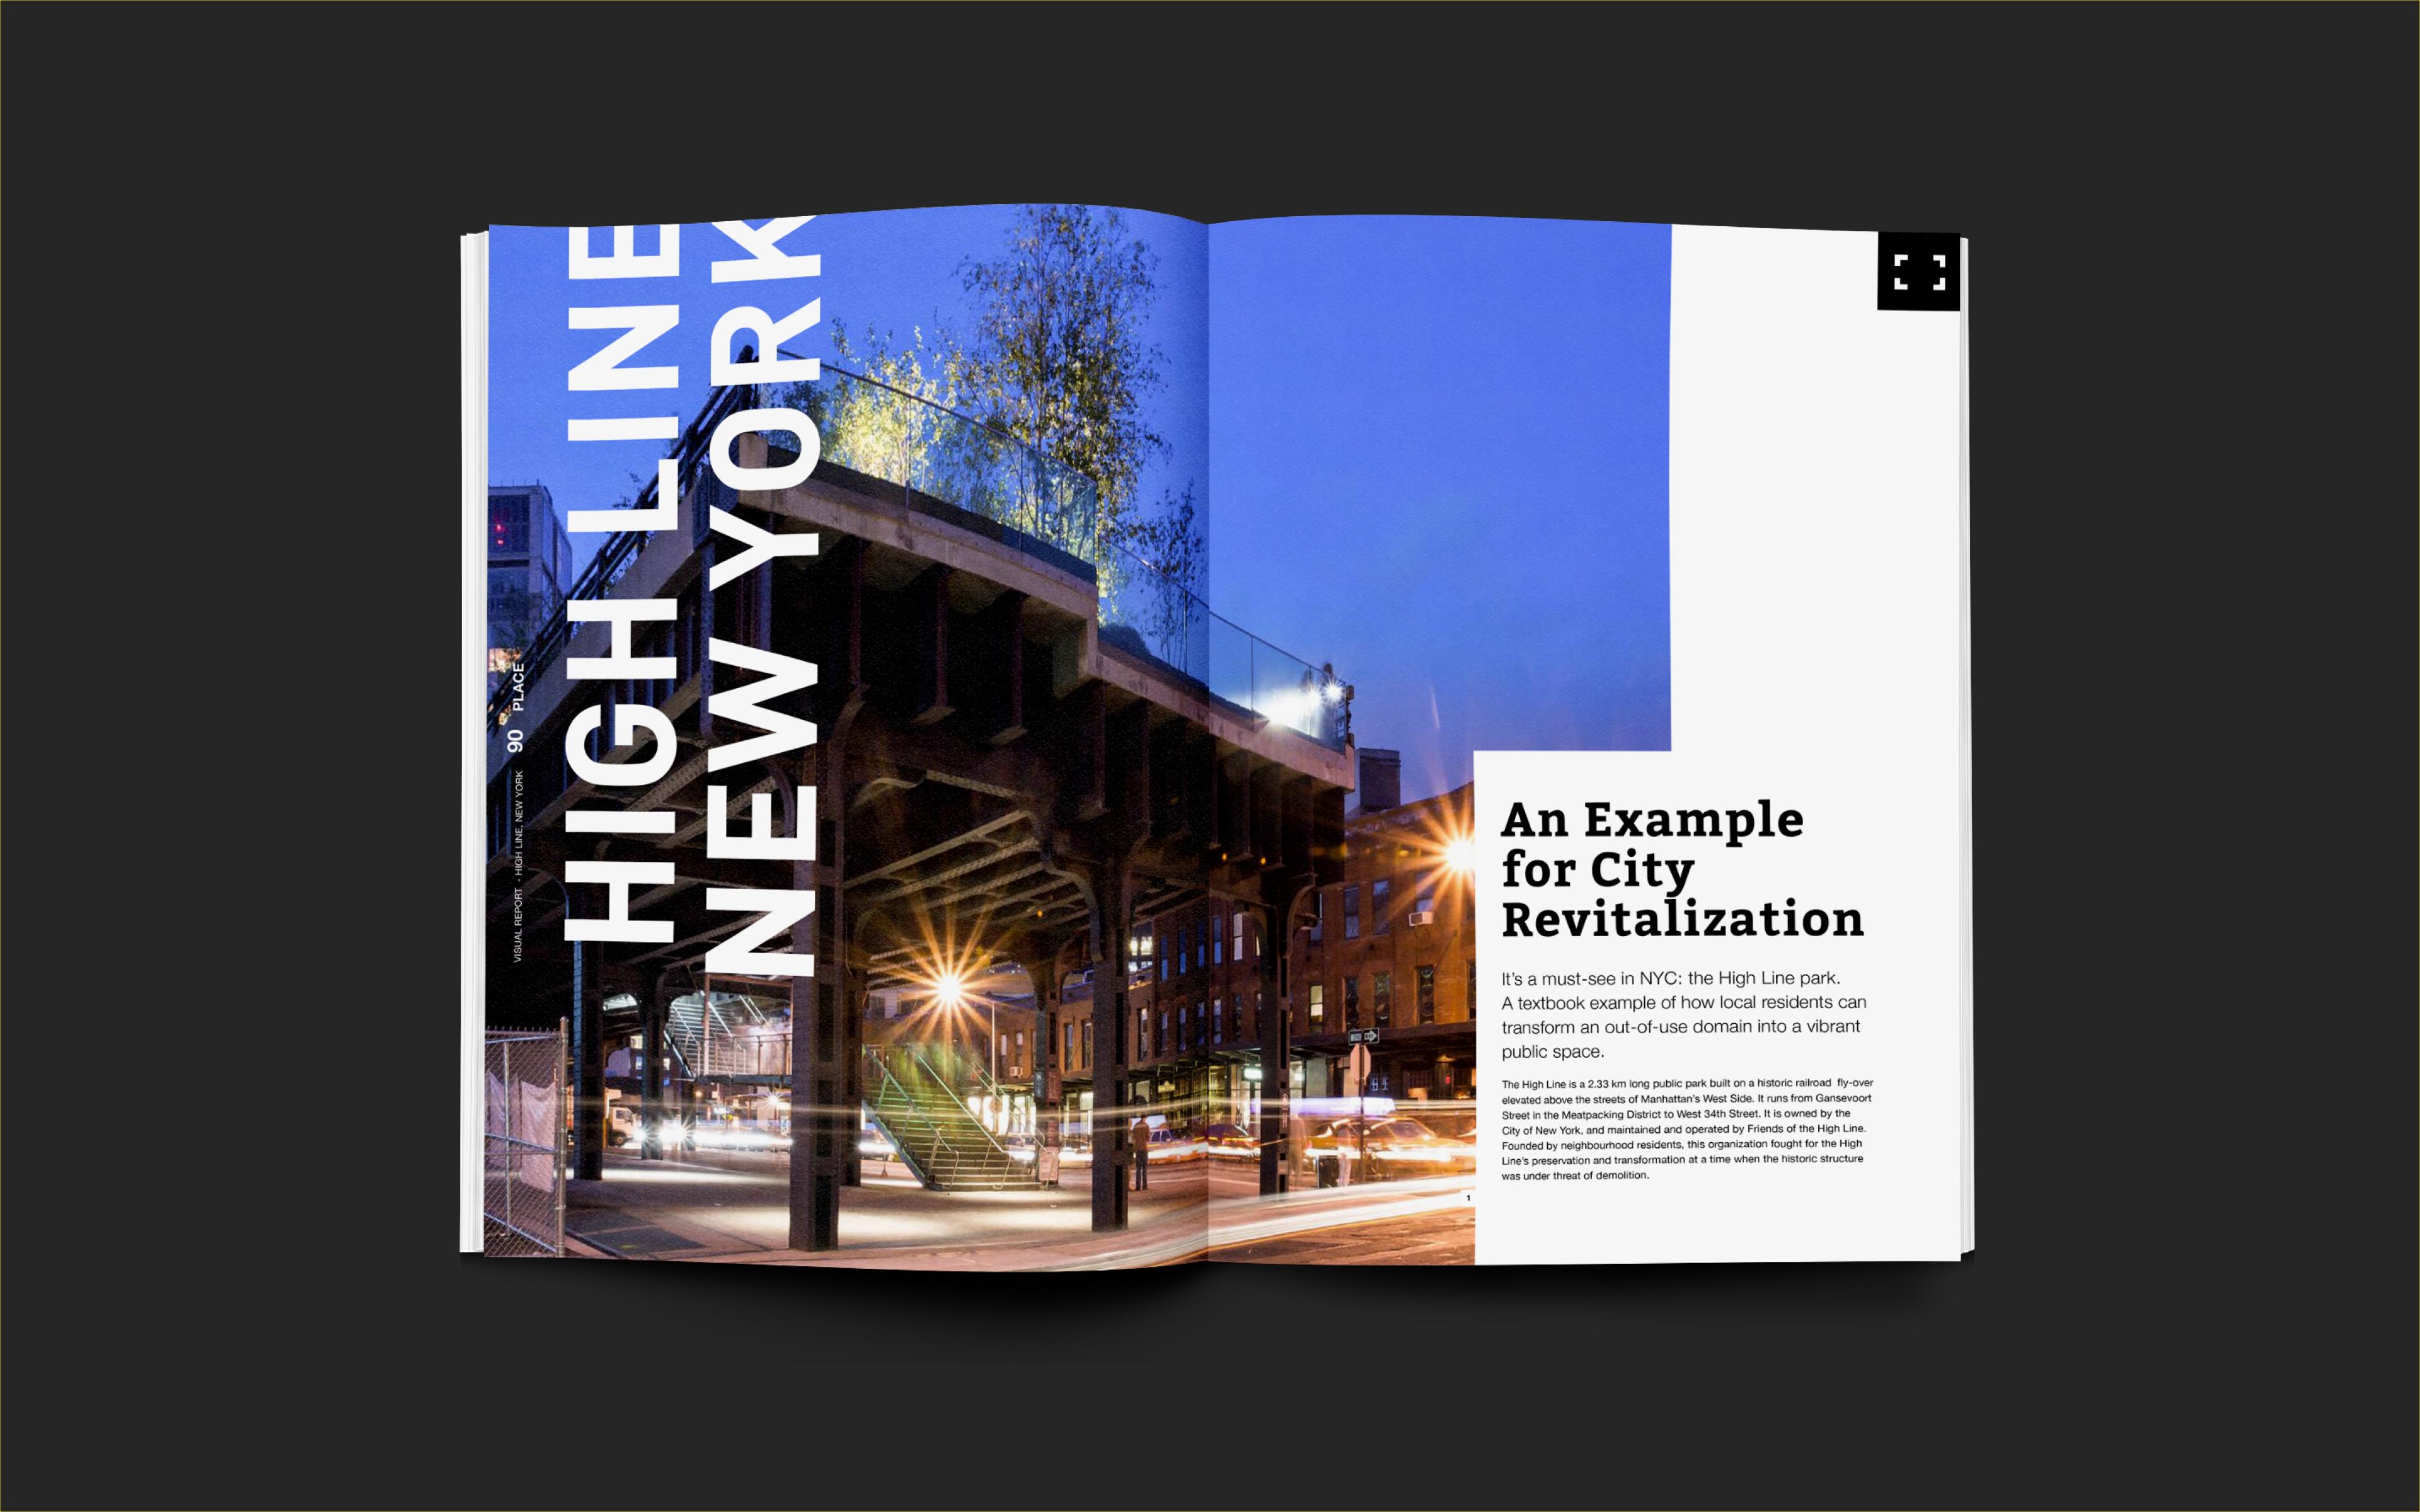 HIGH LINE
NEW YORK
VISUAL REPORT - HIGH LINE, NEW YORK 90 PLACE
An Example
for City
Revitalization
It's a must-see in NYC: the High Line park.
A textbook example of how local residents can
transform an out-of-use domain into a vibrant
public space.
The High Line is a 2.33 km long public park built on a historic railroad fly-over
elevated above the streets of Manhattan's West Side. It runs from Gansevoort
Street in the Meatpacking District to West 34th Street. It is owned by the
City of New York, and maintained and operated by Friends of the High Line.
Founded by neighbourhood residents, this organization fought for the High
Line's preservation and transformation at a time when the historic structure
was under threat of demolition.
1